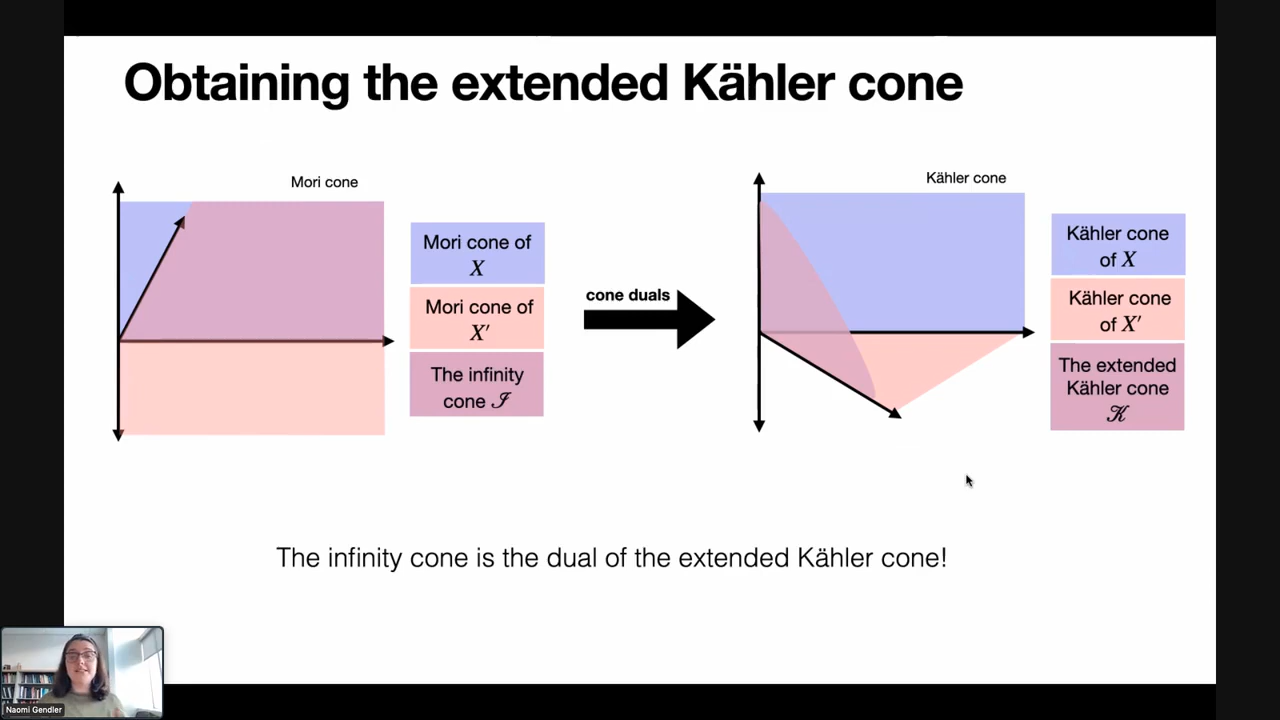 Obtaining the extended Kähler cone
Mori cone
Mori cone of
X
Mori cone of
X′
The infinity
cone ℐ
cone duals
Kähler cone
Kähler cone
of X
Kähler cone
of X′
The extended
Kähler cone
𝒦
The infinity cone is the dual of the extended Kähler cone!
Naomi Gendler